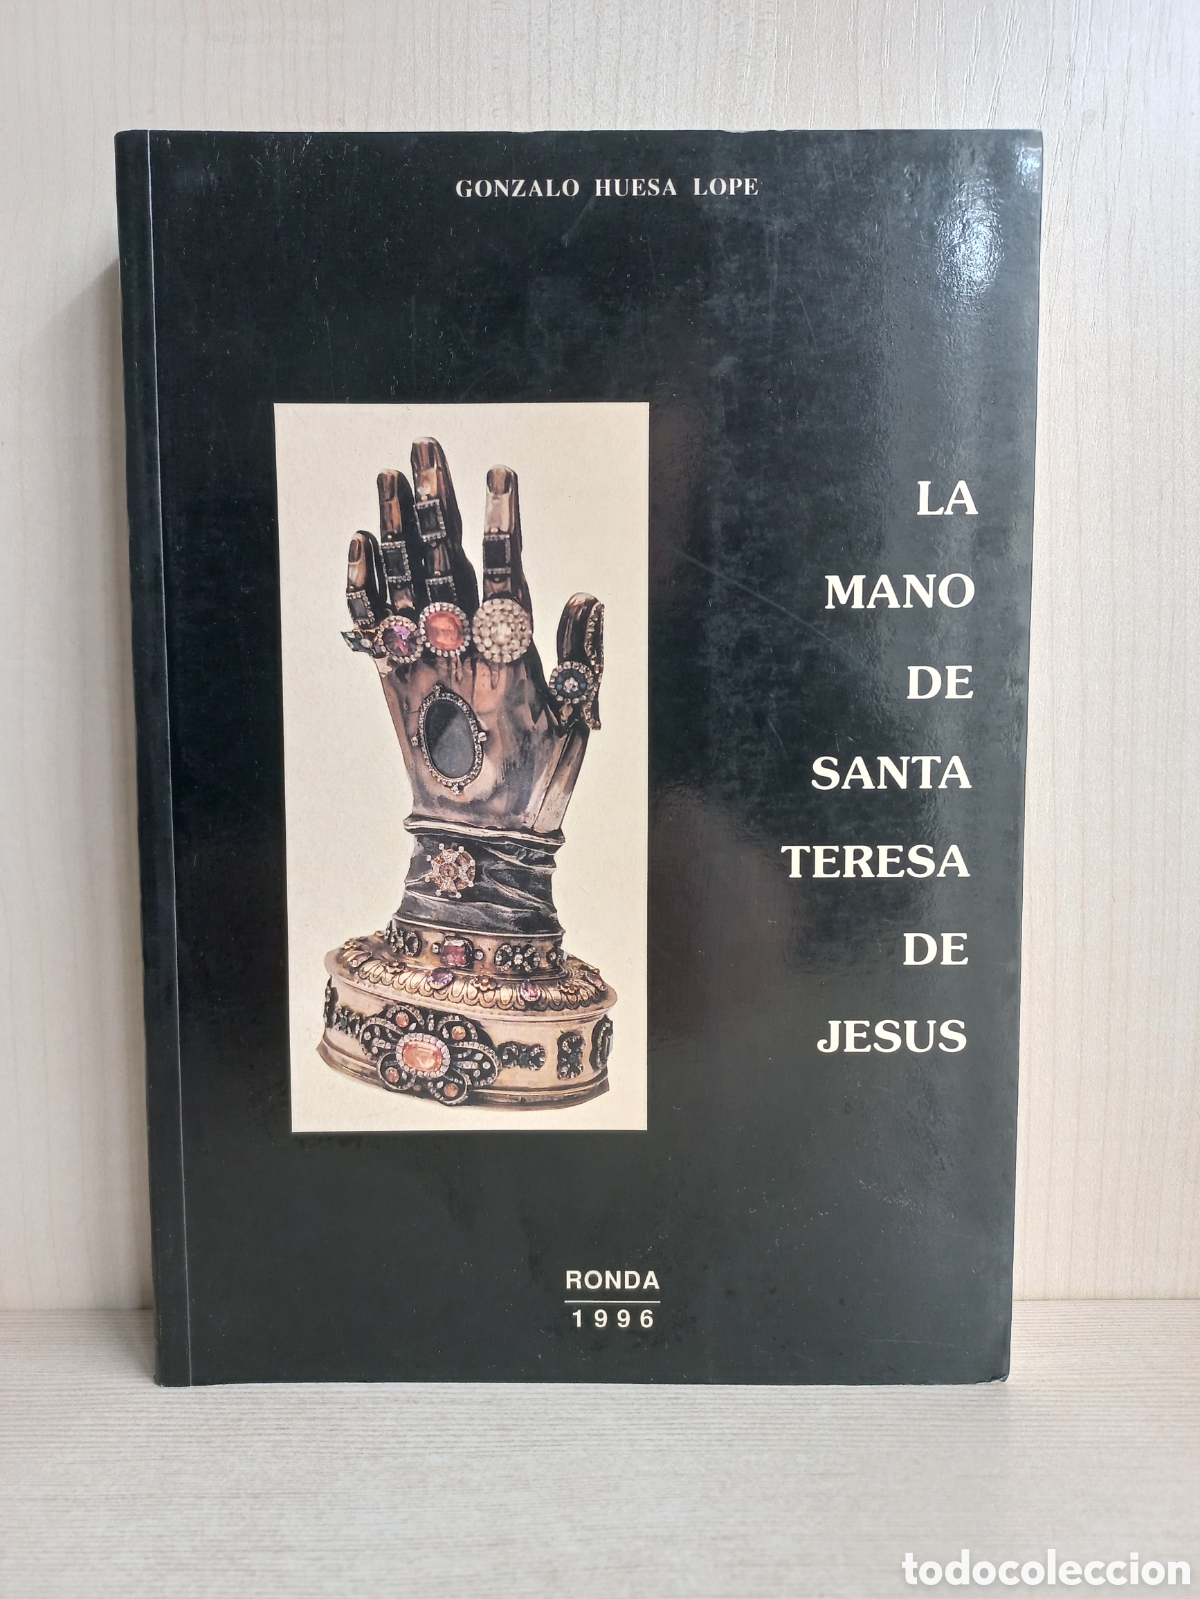 GONZALO HUESA LOPE
LA
MANO
DE
SANTA
TERESA
DE
JESUS
RONDA
1996
todocoleccion